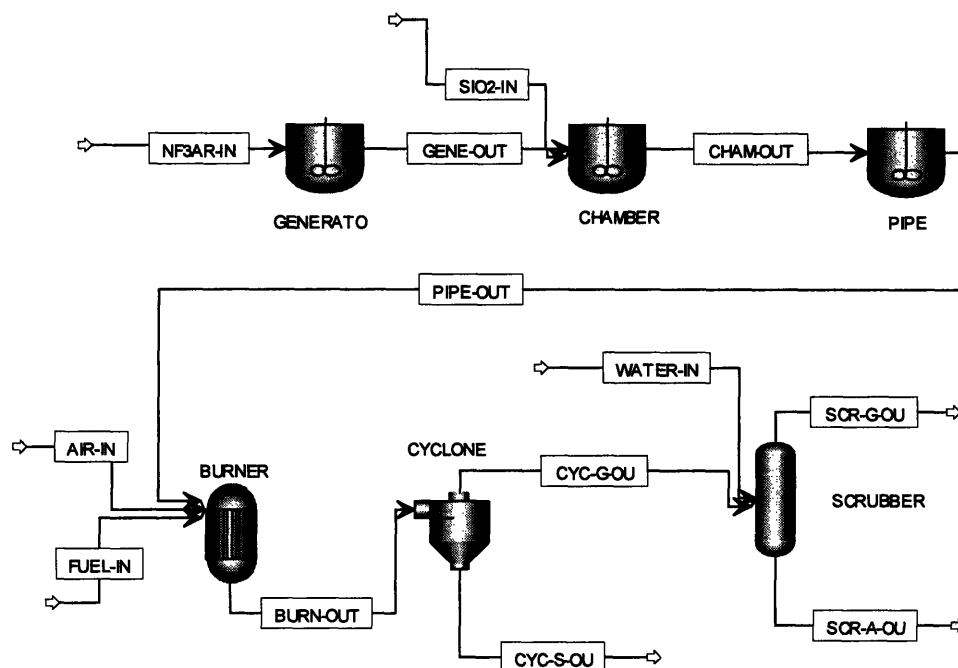 SIO2-IN
NF3AR-IN
GENE-OUT
CHAM-OUT
GENERATO
CHAMBER
PIPE
PIPE-OUT
WATER-IN
SCR-G-OU
AIR-IN
BURNER
CYCLONE
CYC-G-OU
SCRUBBER
FUEL-IN
BURN-OUT
SCR-A-OU
CYC-S-OU